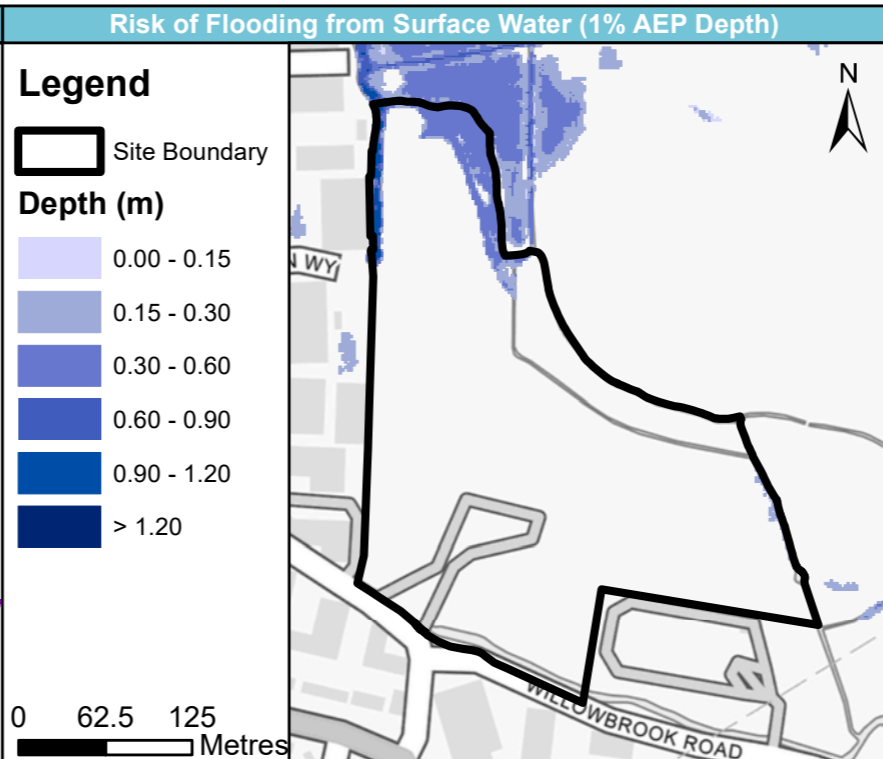 Risk of Flooding from Surface Water (1% AEP Depth)
Legend
Site Boundary
Depth (m)
0.00 - 0.15
0.15 - 0.30
0.30 - 0.60
0.60 - 0.90
0.90 - 1.20
> 1.20
0 62.5 125
Metres
N
N WY
WILLOWBROOK ROAD